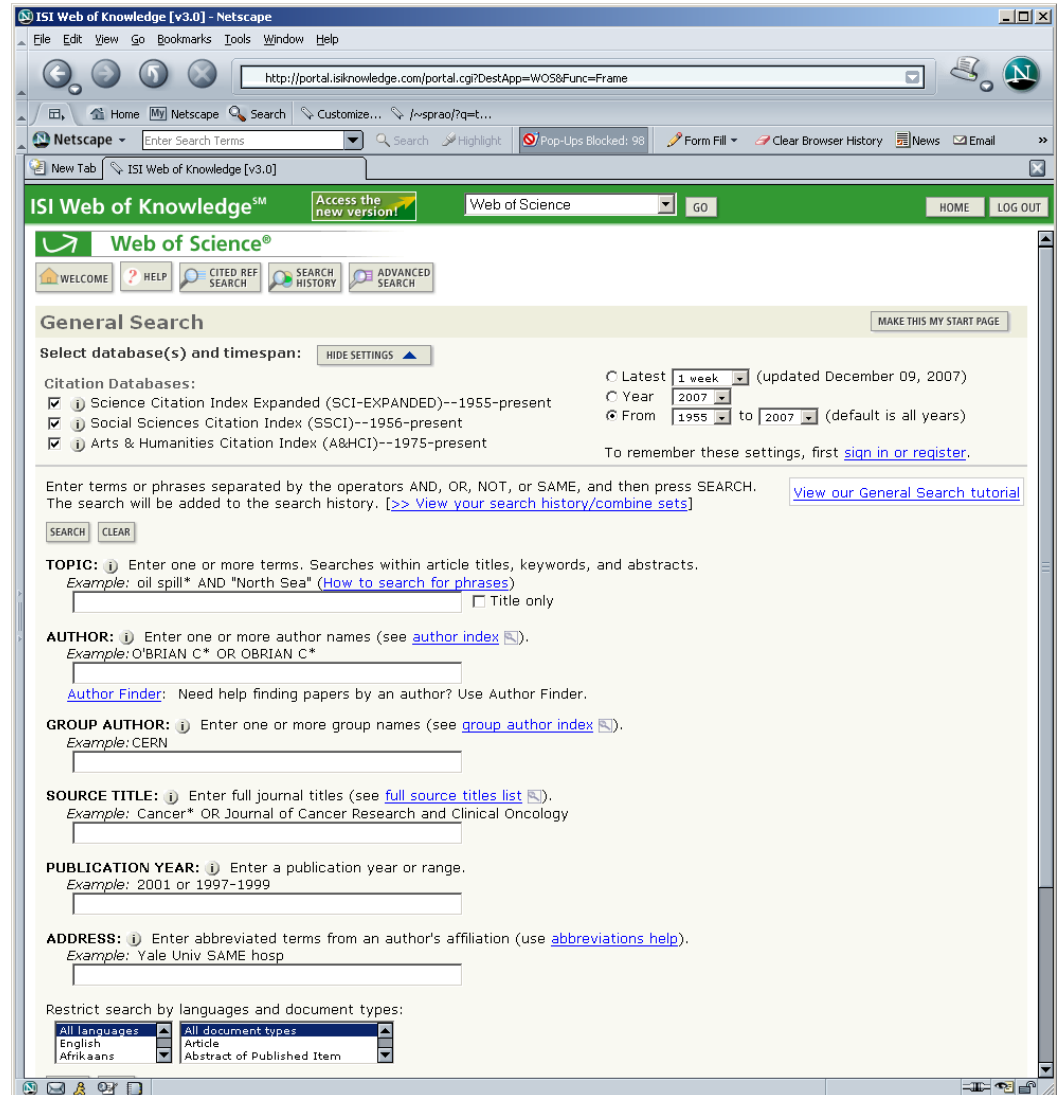 ISI Web of Knowledge [v3.0] - Netscape
File Edit View Go Bookmarks Tools Window Help
http://portal.isiknowledge.com/portal.cgi?DestApp=WOS&Func=Frame
Home My Netscape Search Customize... /~sprao/?q=t...
Netscape Enter Search Terms Search Highlight Pop-Ups Blocked: 98 Form Fill Clear Browser History News Email »
New Tab ISI Web of Knowledge [v3.0]
ISI Web of Knowledge℠ Access the new version! Web of Science GO HOME LOG OUT
Web of Science®
WELCOME ? HELP CITED REF SEARCH SEARCH HISTORY ADVANCED SEARCH
General Search MAKE THIS MY START PAGE
Select database(s) and timespan: HIDE SETTINGS
Citation Databases:
Science Citation Index Expanded (SCI-EXPANDED)--1955-present
Social Sciences Citation Index (SSCI)--1956-present
Arts & Humanities Citation Index (A&HCI)--1975-present
Latest 1 week (updated December 09, 2007)
Year 2007
From 1955 to 2007 (default is all years)
To remember these settings, first sign in or register.
Enter terms or phrases separated by the operators AND, OR, NOT, or SAME, and then press SEARCH.
The search will be added to the search history. [>> View your search history/combine sets]
View our General Search tutorial
SEARCH CLEAR
TOPIC: i Enter one or more terms. Searches within article titles, keywords, and abstracts.
Example: oil spill* AND "North Sea" (How to search for phrases)
Title only
AUTHOR: i Enter one or more author names (see author index).
Example: O'BRIAN C* OR OBRIAN C*
Author Finder: Need help finding papers by an author? Use Author Finder.
GROUP AUTHOR: i Enter one or more group names (see group author index).
Example: CERN
SOURCE TITLE: i Enter full journal titles (see full source titles list).
Example: Cancer* OR Journal of Cancer Research and Clinical Oncology
PUBLICATION YEAR: i Enter a publication year or range.
Example: 2001 or 1997-1999
ADDRESS: i Enter abbreviated terms from an author's affiliation (use abbreviations help).
Example: Yale Univ SAME hosp
Restrict search by languages and document types:
All languages All document types
English Article
Afrikaans Abstract of Published Item